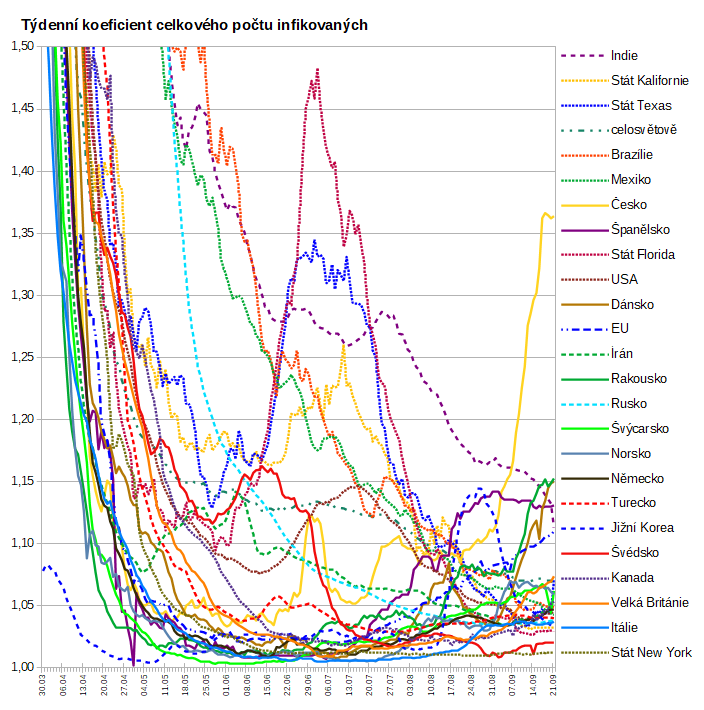 Týdenní koeficient celkového počtu infikovaných
1,50
1,45
1,40
1,35
1,30
1,25
1,20
1,15
1,10
1,05
1,00
30.03
06.04
13.04
20.04
27.04
04.05
11.05
18.05
25.05
01.06
08.06
15.06
22.06
29.06
06.07
13.07
20.07
27.07
03.08
10.08
17.08
24.08
31.08
07.09
14.09
21.09
Indie
Stát Kalifornie
Stát Texas
celosvětově
Brazílie
Mexiko
Česko
Španělsko
Stát Florida
USA
Dánsko
EU
Írán
Rakousko
Rusko
Švýcarsko
Norsko
Německo
Turecko
Jižní Korea
Švédsko
Kanada
Velká Británie
Itálie
Stát New York